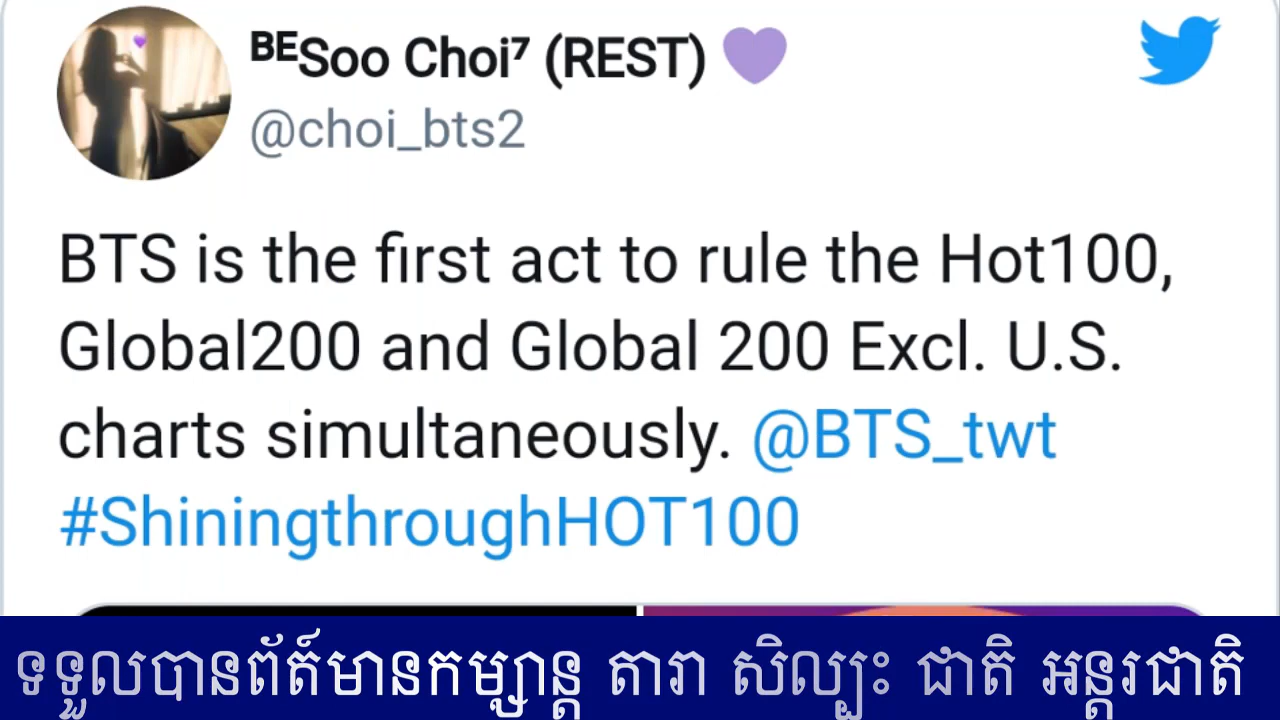 ᴮᴱSoo Choi⁷ (REST) 💜
@choi_bts2
BTS is the first act to rule the Hot100,
Global200 and Global 200 Excl. U.S.
charts simultaneously. @BTS_twt
#ShiningthroughHOT100
ទទួលបានព័ត៍មានកម្សាន្ត តារា សិល្បះ ជាតិ អន្តរជាតិ